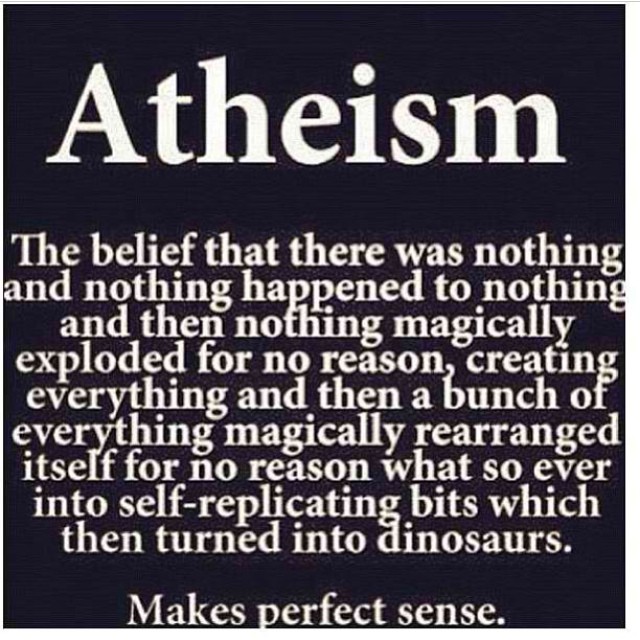 Atheism
The belief that there was nothing
and nothing happened to nothing
and then nothing magically
exploded for no reason, creating
everything and then a bunch of
everything magically rearranged
itself for no reason what so ever
into self-replicating bits which
then turned into dinosaurs.
Makes perfect sense.